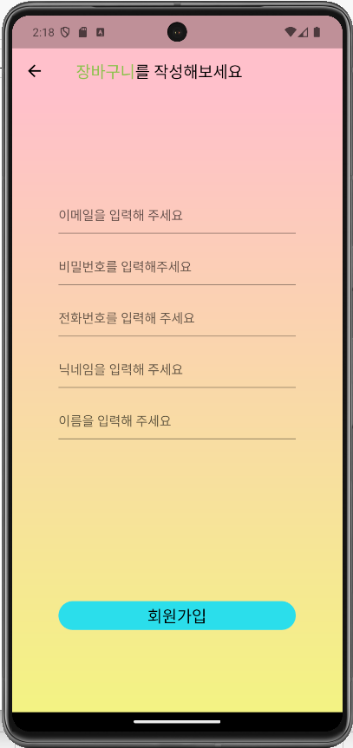 2:18
장바구니를 작성해보세요
이메일을 입력해 주세요
비밀번호를 입력해주세요
전화번호를 입력해 주세요
닉네임을 입력해 주세요
이름을 입력해 주세요
회원가입